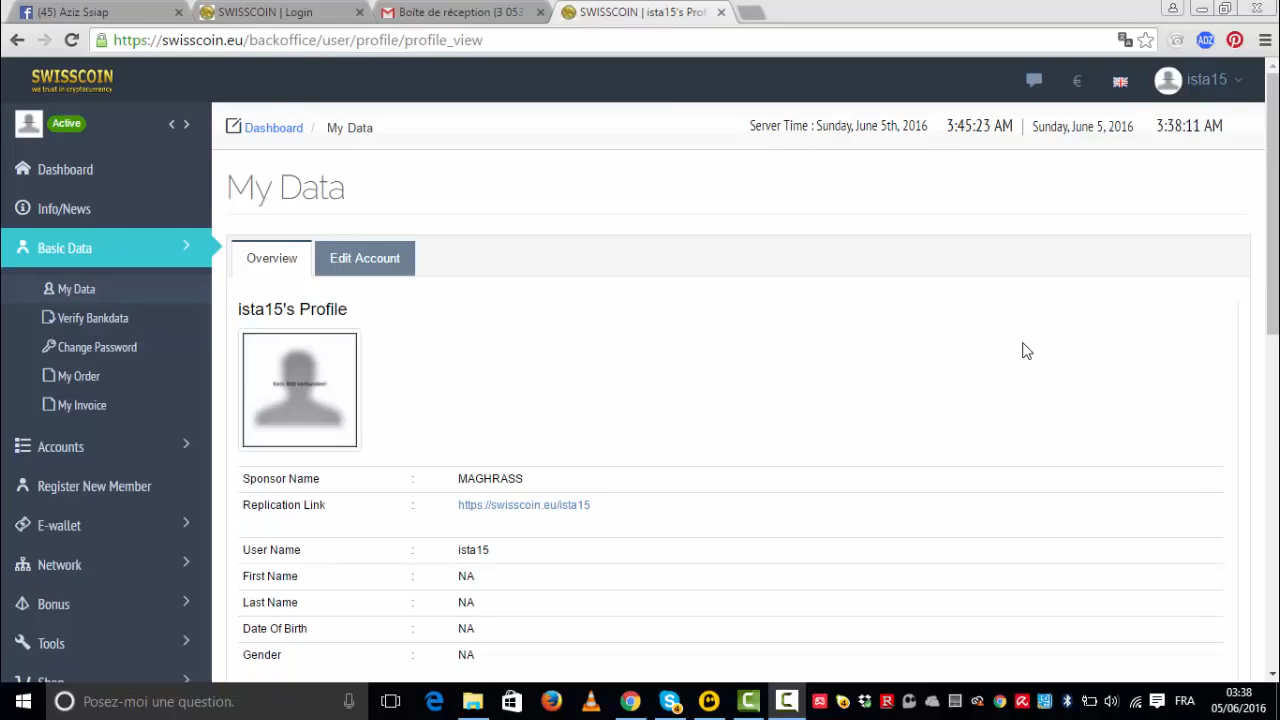 (45) Aziz Ssiap
SWISSCOIN | Login
Boîte de réception (3 053
SWISSCOIN | ista15's Prof
https://swisscoin.eu/backoffice/user/profile/profile_view
ADZ
SWISSCOIN
we trust in cryptocurrency
€
ista15
Active
Dashboard / My Data
Server Time : Sunday, June 5th, 2016 3:45:23 AM
Sunday, June 5, 2016 3:38:11 AM
Dashboard
Info/News
Basic Data
My Data
Verify Bankdata
Change Password
My Order
My Invoice
Accounts
Register New Member
E-wallet
Network
Bonus
Tools
Shop
My Data
Overview
Edit Account
ista15's Profile
Sponsor Name : MAGHRASS
Replication Link : https://swisscoin.eu/ista15
User Name : ista15
First Name : NA
Last Name : NA
Date Of Birth : NA
Gender : NA
Posez-moi une question.
FRA
03:38
05/06/2016